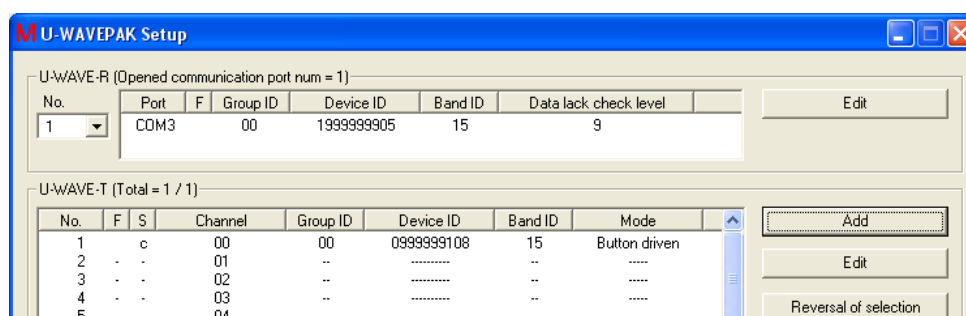 M U-WAVEPAK Setup
U-WAVE-R (Opened communication port num = 1)
No. Port F Group ID Device ID Band ID Data lack check level Edit
1 COM3 00 1999999905 15 9
U-WAVE-T (Total = 1 / 1)
No. F S Channel Group ID Device ID Band ID Mode Add
1 c 00 00 0999999108 15 Button driven
2 - - 01 -- ---------- -- -----
Edit
3 - - 02 -- ---------- -- -----
4 - - 03 -- ---------- -- -----
Reversal of selection
5 04